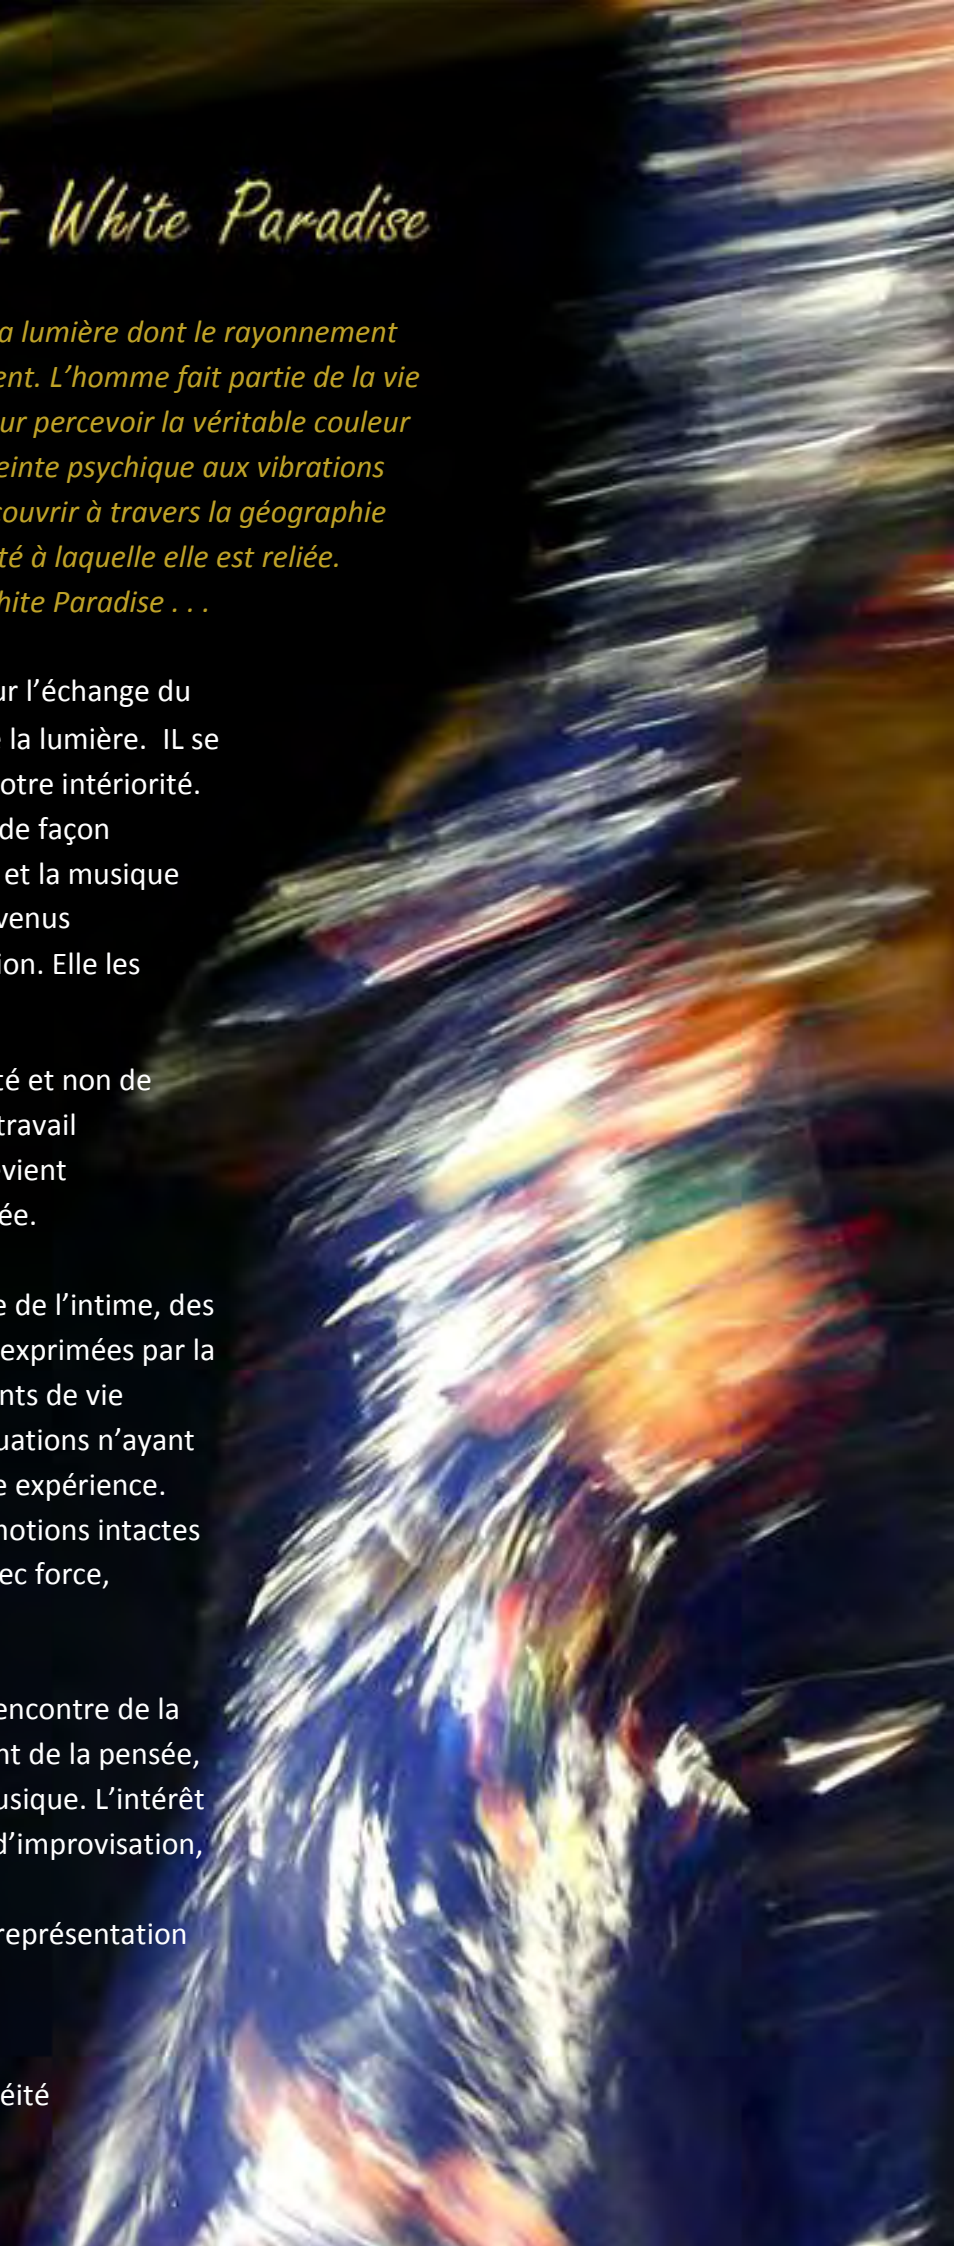 & White Paradise
a lumière dont le rayonnement
ent. L’homme fait partie de la vie
ur percevoir la véritable couleur
einte psychique aux vibrations
couvrir à travers la géographie
té à laquelle elle est reliée.
hite Paradise . . .
ur l’échange du
e la lumière.  IL se
otre intériorité.
de façon
et la musique
venus
ion. Elle les
té et non de
travail
evient
ée.
e de l’intime, des
exprimées par la
nts de vie
uations n’ayant
e expérience.
motions intactes
ec force,
encontre de la
nt de la pensée,
usique. L’intérêt
d’improvisation,
représentation
éité